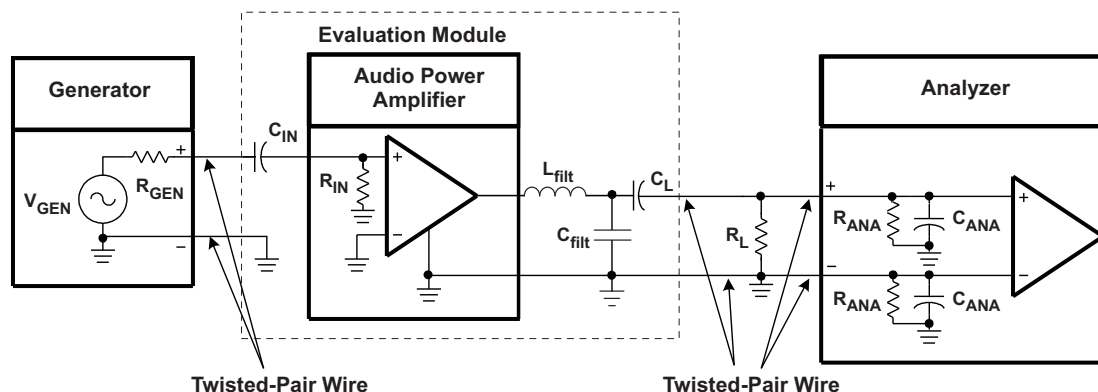 Evaluation Module
Generator
Audio Power
Amplifier
Analyzer
C_IN
+
R_GEN
V_GEN
−
R_IN
+
−
L_filt
C_filt
C_L
R_L
+
R_ANA
C_ANA
+
−
R_ANA
C_ANA
−
Twisted-Pair Wire
Twisted-Pair Wire